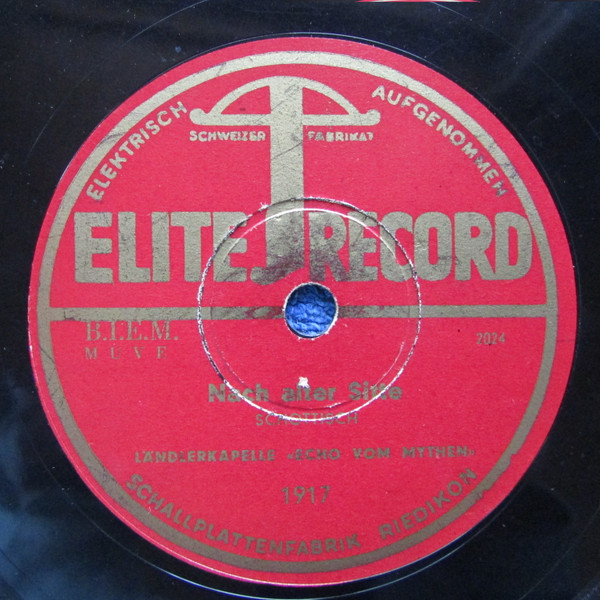 ELEKTRISCH AUFGENOMMEN
SCHWEIZER FABRIKAT
ELITE RECORD
B.I.E.M.
MUVE
2024
Nach alter Sitte
SCHOTTISCH
LÄNDLERKAPELLE «ECHO VOM MYTHEN»
1917
SCHALLPLATTENFABRIK RIEDIKON